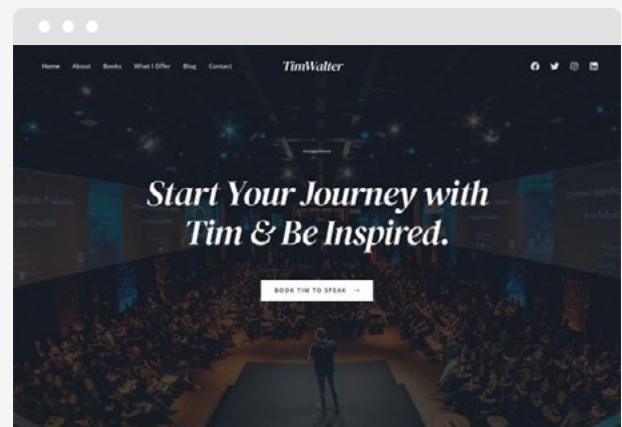 Home About Books What I Offer Blog Contact
TimWalter
Start Your Journey with
Tim & Be Inspired.
BOOK TIM TO SPEAK →